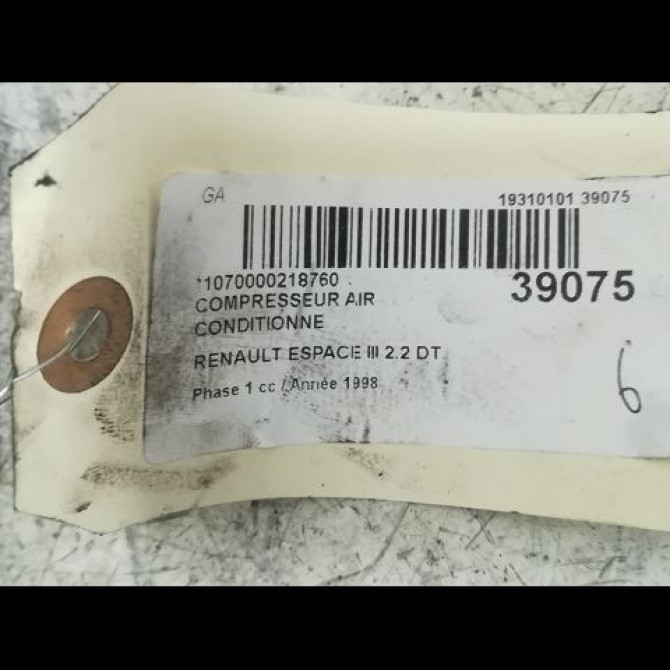 GA
19310101 39075
*1070000218760
39075
COMPRESSEUR AIR
CONDITIONNE
RENAULT ESPACE III 2.2 DT
Phase 1 cc / Année 1998
6